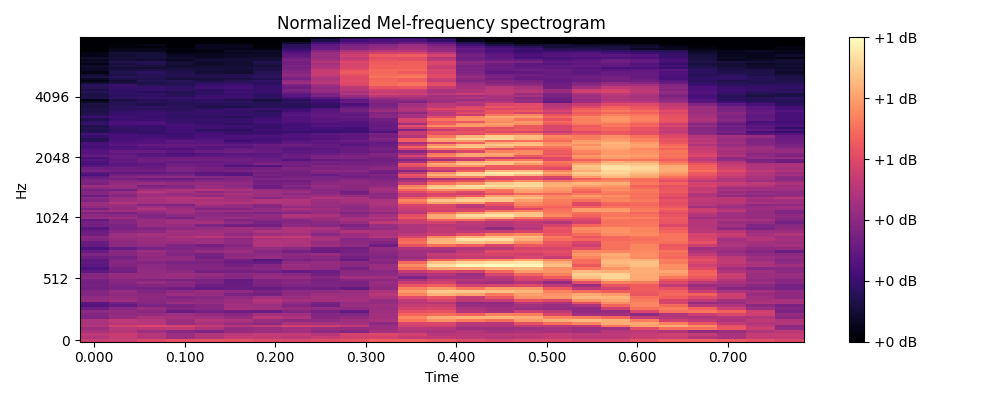 Normalized Mel-frequency spectrogram
Hz
4096
2048
1024
512
0
0.000 0.100 0.200 0.300 0.400 0.500 0.600 0.700
Time
+1 dB
+1 dB
+1 dB
+0 dB
+0 dB
+0 dB